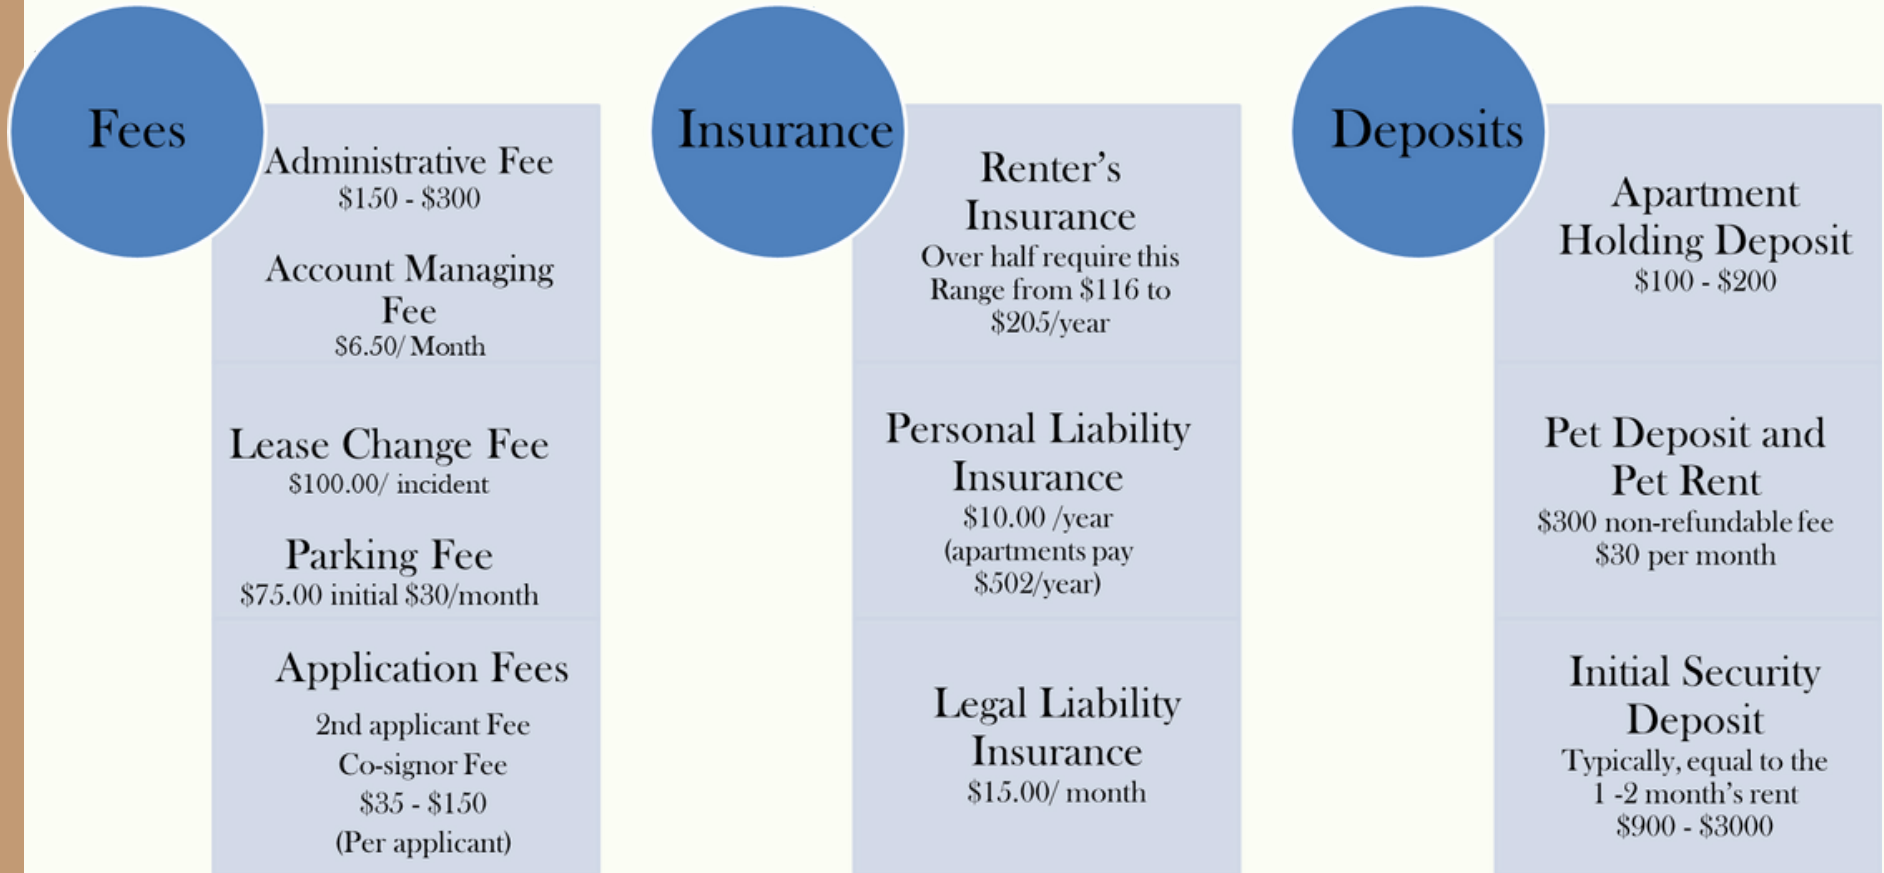 Fees
Administrative Fee
$150 - $300
Account Managing
Fee
$6.50/ Month
Lease Change Fee
$100.00/ incident
Parking Fee
$75.00 initial $30/month
Application Fees
2nd applicant Fee
Co-signor Fee
$35 - $150
(Per applicant)
Insurance
Renter’s
Insurance
Over half require this
Range from $116 to
$205/year
Personal Liability
Insurance
$10.00 /year
(apartments pay
$502/year)
Legal Liability
Insurance
$15.00/ month
Deposits
Apartment
Holding Deposit
$100 - $200
Pet Deposit and
Pet Rent
$300 non-refundable fee
$30 per month
Initial Security
Deposit
Typically, equal to the
1 -2 month’s rent
$900 - $3000